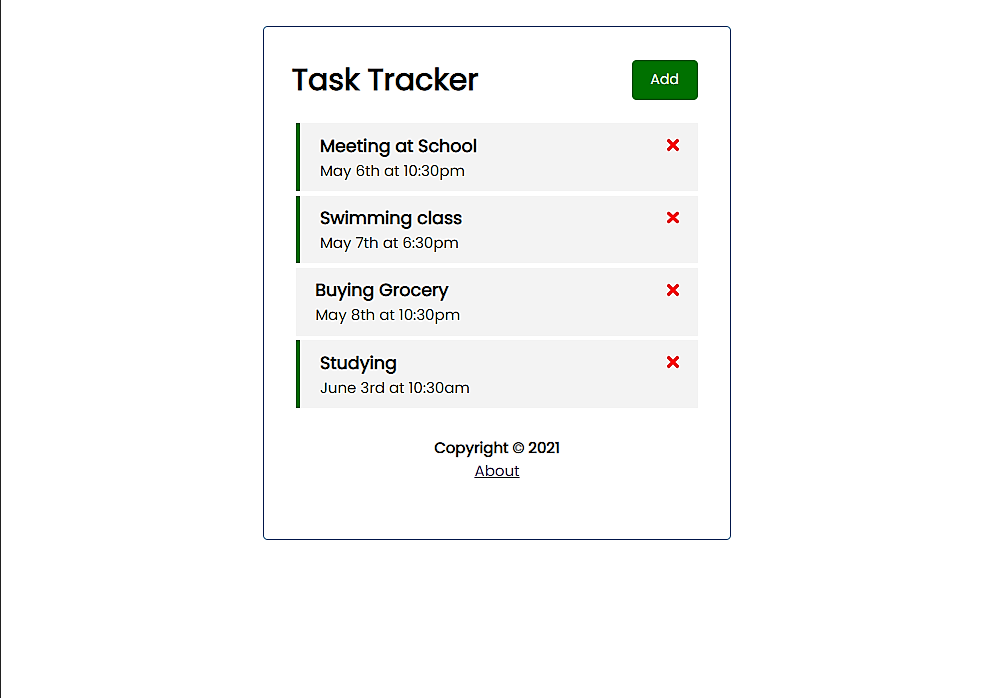 Task Tracker
Add
Meeting at School
May 6th at 10:30pm
Swimming class
May 7th at 6:30pm
Buying Grocery
May 8th at 10:30pm
Studying
June 3rd at 10:30am
Copyright © 2021
About